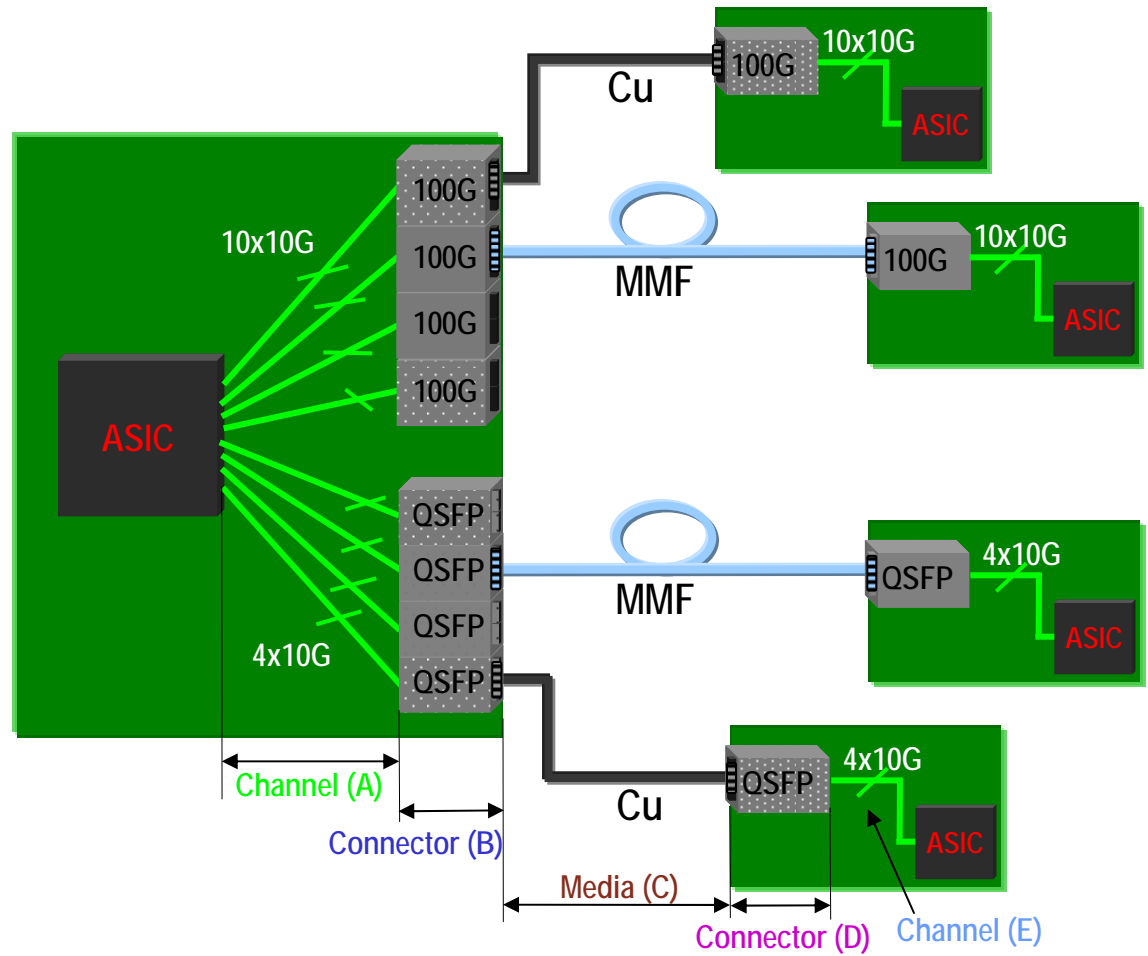 10x10G
100G
ASIC
Cu
100G
10x10G
100G
100G
100G
MMF
10x10G
100G
ASIC
ASIC
QSFP
QSFP
QSFP
QSFP
4x10G
MMF
4x10G
QSFP
ASIC
Channel (A)
Connector (B)
Cu
4x10G
QSFP
ASIC
Media (C)
Connector (D)
Channel (E)